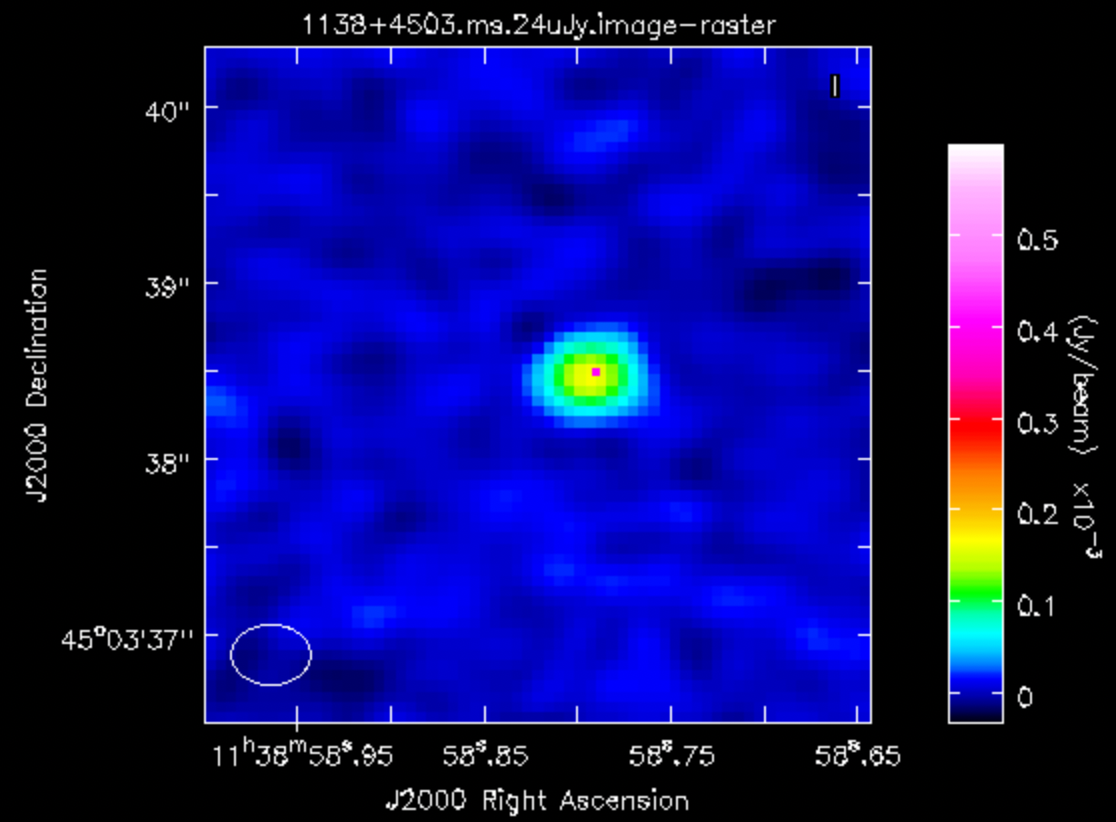 1138+4503.ms.24uJy.image-raster
I
40"
39"
38"
45°03'37"
J2000 Declination
11ʰ38ᵐ58ˢ.95
58ˢ.85
58ˢ.75
58ˢ.65
J2000 Right Ascension
0.5
0.4
0.3
0.2
0.1
0
(Jy/beam) ×10⁻³